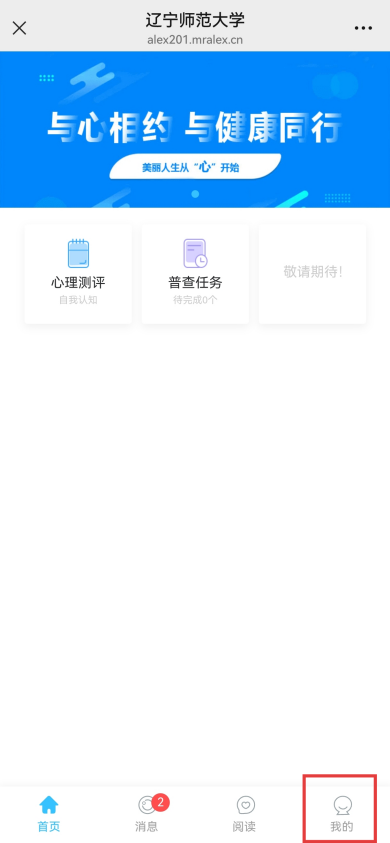 辽宁师范大学
alex201.mralex.cn
与心相约 与健康同行
美丽人生从“心”开始
心理测评
自我认知
普查任务
待完成0个
敬请期待!
2
首页
消息
阅读
我的